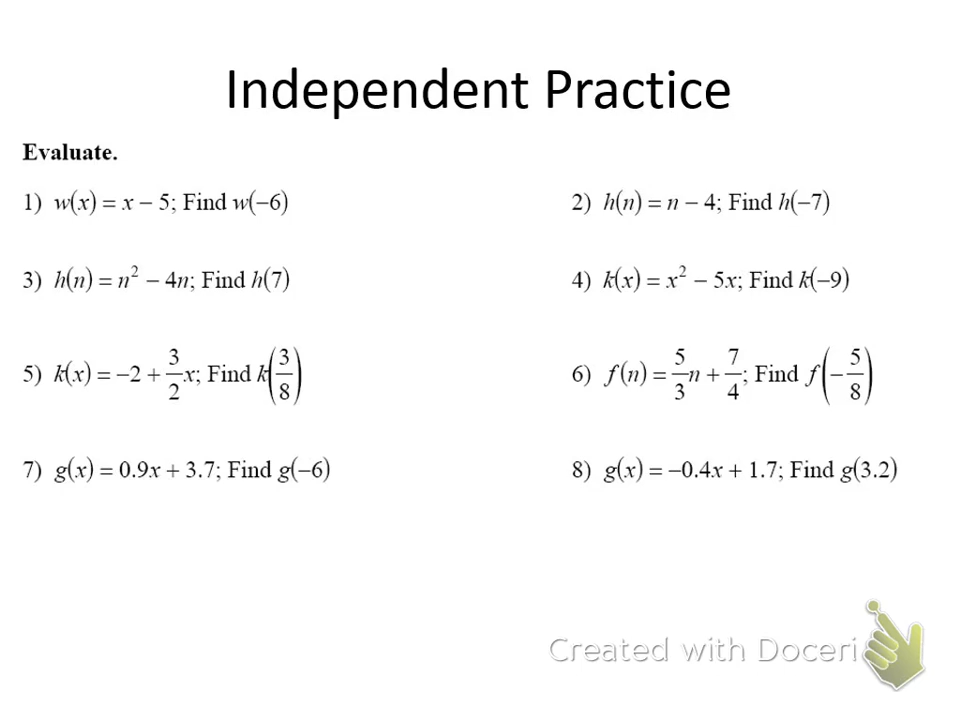 Independent Practice
Evaluate.
1) w(x) = x − 5; Find w(−6)
2) h(n) = n − 4; Find h(−7)
3) h(n) = n² − 4n; Find h(7)
4) k(x) = x² − 5x; Find k(−9)
5) k(x) = −2 + 3/2 x; Find k(3/8)
6) f(n) = 5/3 n + 7/4; Find f(−5/8)
7) g(x) = 0.9x + 3.7; Find g(−6)
8) g(x) = −0.4x + 1.7; Find g(3.2)
Created with Doceri